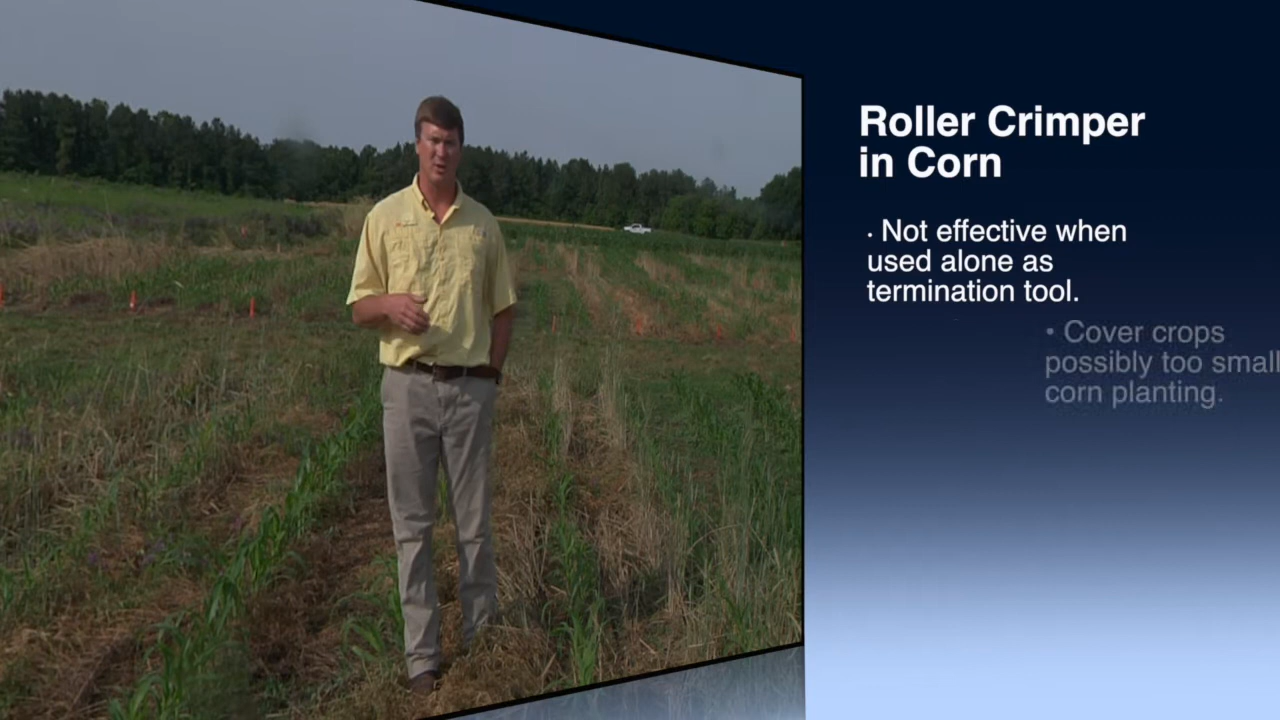 Roller Crimper
in Corn
· Not effective when
used alone as
termination tool.
• Cover crops
possibly too small
corn planting.